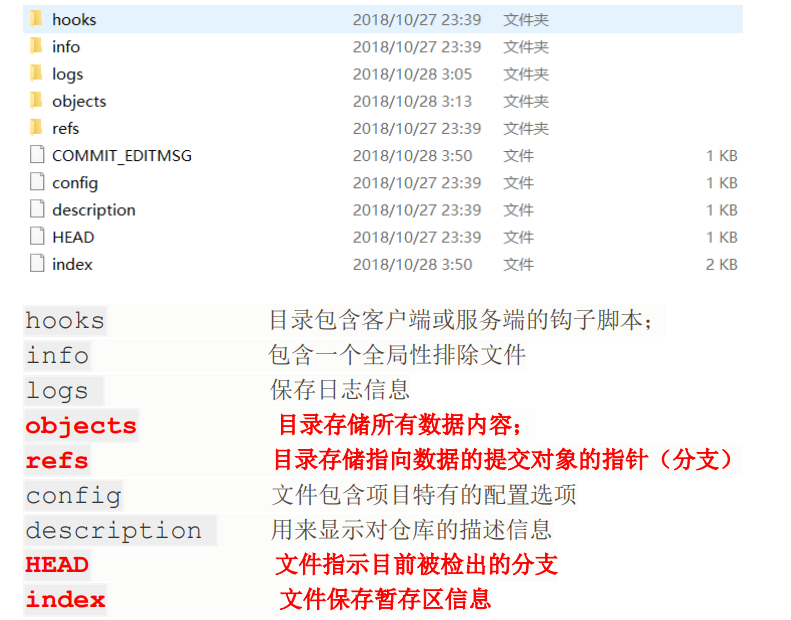 hooks 2018/10/27 23:39 文件夹
info 2018/10/27 23:39 文件夹
logs 2018/10/28 3:05 文件夹
objects 2018/10/28 3:13 文件夹
refs 2018/10/27 23:39 文件夹
COMMIT_EDITMSG 2018/10/28 3:50 文件 1 KB
config 2018/10/27 23:39 文件 1 KB
description 2018/10/27 23:39 文件 1 KB
HEAD 2018/10/27 23:39 文件 1 KB
index 2018/10/28 3:50 文件 2 KB
hooks 目录包含客户端或服务端的钩子脚本；
info 包含一个全局性排除文件
logs 保存日志信息
objects 目录存储所有数据内容；
refs 目录存储指向数据的提交对象的指针（分支）
config 文件包含项目特有的配置选项
description 用来显示对仓库的描述信息
HEAD 文件指示目前被检出的分支
index 文件保存暂存区信息